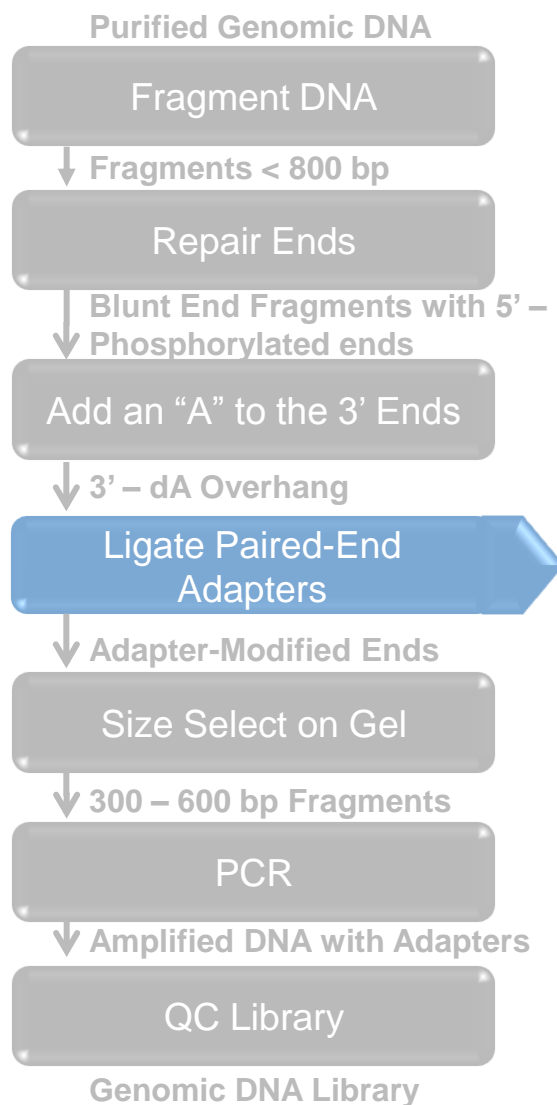 Purified Genomic DNA
Fragment DNA
Fragments < 800 bp
Repair Ends
Blunt End Fragments with 5’ –
Phosphorylated ends
Add an “A” to the 3’ Ends
3’ – dA Overhang
Ligate Paired-End
Adapters
Adapter-Modified Ends
Size Select on Gel
300 – 600 bp Fragments
PCR
Amplified DNA with Adapters
QC Library
Genomic DNA Library